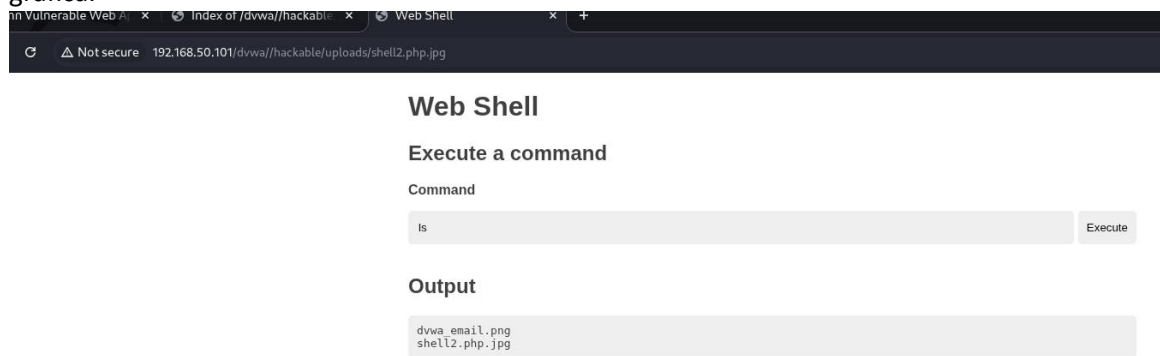 grafica.
nn Vulnerable Web A × Index of /dvwa//hackable × Web Shell × +
Not secure 192.168.50.101/dvwa//hackable/uploads/shell2.php.jpg
Web Shell
Execute a command
Command
ls Execute
Output
dvwa_email.png
shell2.php.jpg